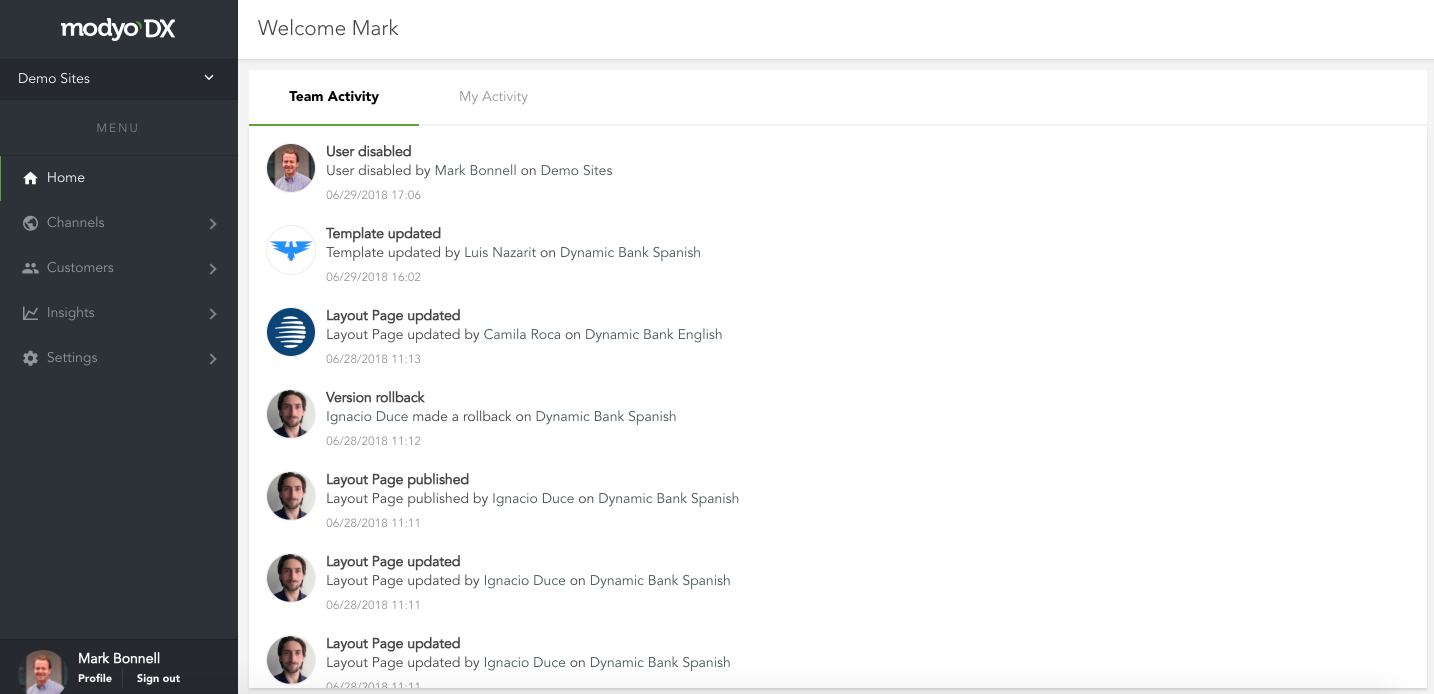 modyo DX
Welcome Mark
Demo Sites
MENU
Home
Channels
Customers
Insights
Settings
Mark Bonnell
Profile
Sign out
Team Activity
My Activity
User disabled
User disabled by Mark Bonnell on Demo Sites
06/29/2018 17:06
Template updated
Template updated by Luis Nazarit on Dynamic Bank Spanish
06/29/2018 16:02
Layout Page updated
Layout Page updated by Camila Roca on Dynamic Bank English
06/28/2018 11:13
Version rollback
Ignacio Duce made a rollback on Dynamic Bank Spanish
06/28/2018 11:12
Layout Page published
Layout Page published by Ignacio Duce on Dynamic Bank Spanish
06/28/2018 11:11
Layout Page updated
Layout Page updated by Ignacio Duce on Dynamic Bank Spanish
06/28/2018 11:11
Layout Page updated
Layout Page updated by Ignacio Duce on Dynamic Bank Spanish
06/28/2018 11:11